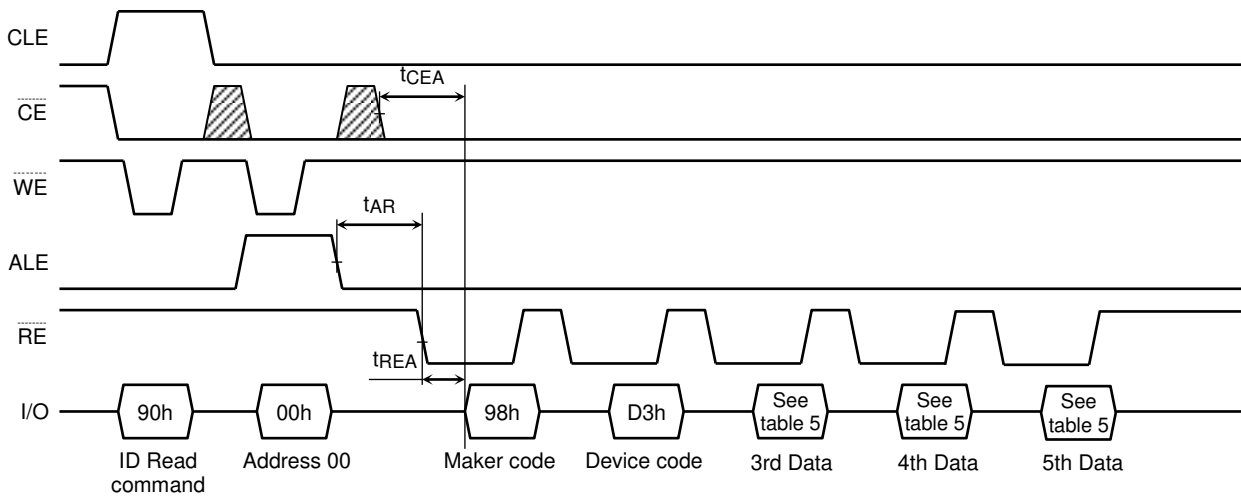 CLE
tCEA
CE
WE
tAR
ALE
RE
tREA
I/O
90h
00h
98h
D3h
See
table 5
See
table 5
See
table 5
ID Read
command
Address 00
Maker code
Device code
3rd Data
4th Data
5th Data